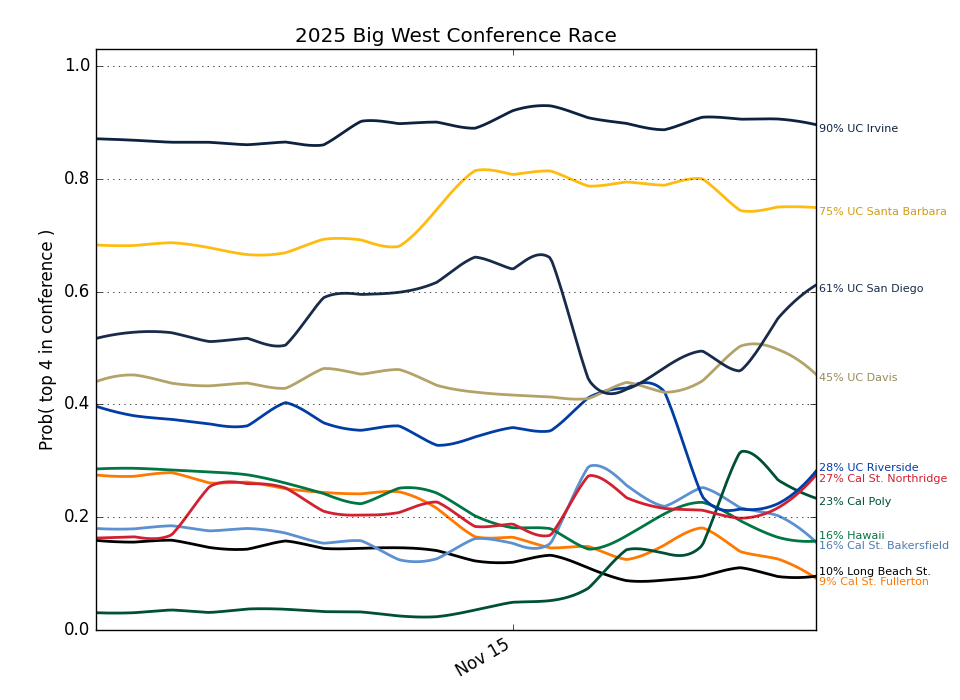 2025 Big West Conference Race
Prob( top 4 in conference )
1.0
0.8
0.6
0.4
0.2
0.0
Nov 15
90% UC Irvine
75% UC Santa Barbara
61% UC San Diego
45% UC Davis
28% UC Riverside
27% Cal St. Northridge
23% Cal Poly
16% Hawaii
16% Cal St. Bakersfield
10% Long Beach St.
9% Cal St. Fullerton